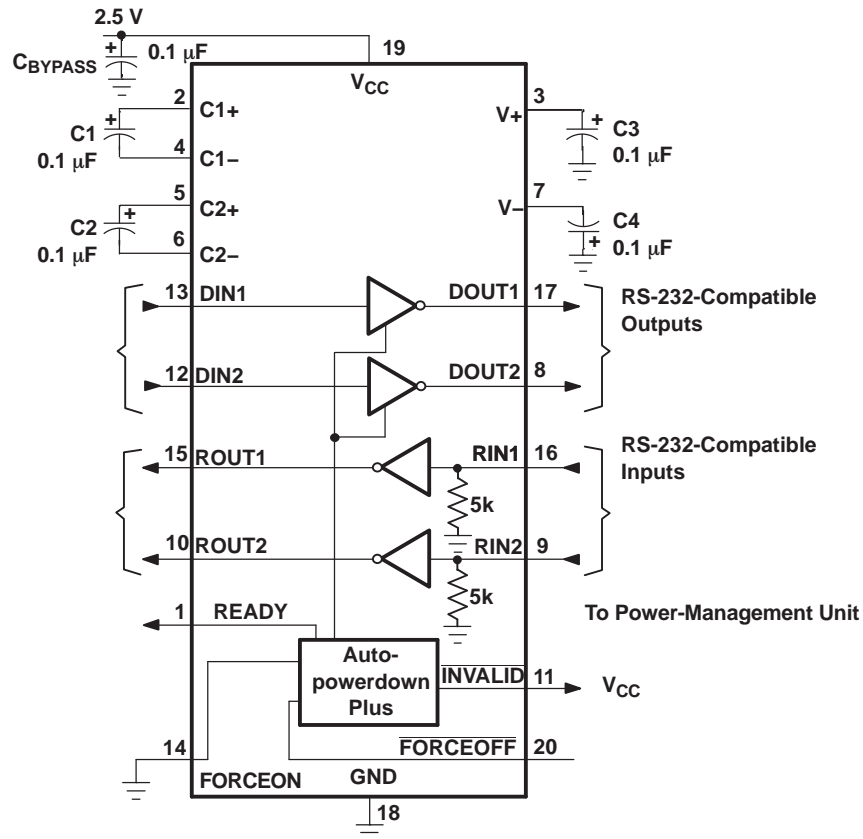 2.5 V
CBYPASS
+
0.1 μF
19
VCC
2
C1+
3
V+
+
C1
0.1 μF
+
C3
0.1 μF
4
C1−
5
C2+
7
V−
+
C2
0.1 μF
C4
+
0.1 μF
6
C2−
13
DIN1
DOUT1
17
RS-232-Compatible
Outputs
12
DIN2
DOUT2
8
15
ROUT1
RIN1
16
RS-232-Compatible
Inputs
5k
10
ROUT2
RIN2
9
5k
1
READY
To Power-Management Unit
Auto-
powerdown
Plus
INVALID
11
VCC
14
FORCEOFF
20
FORCEON
GND
18